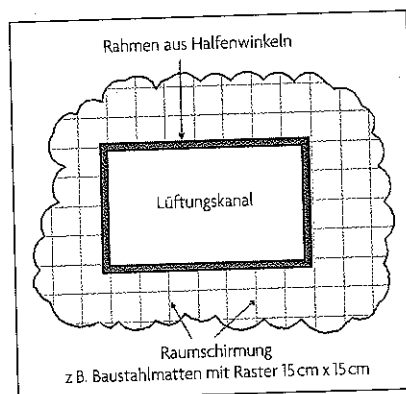 Rahmen aus Halfenwinkeln
Lüftungskanal
Raumschirmung
z B. Baustahlmatten mit Raster 15 cm x 15 cm